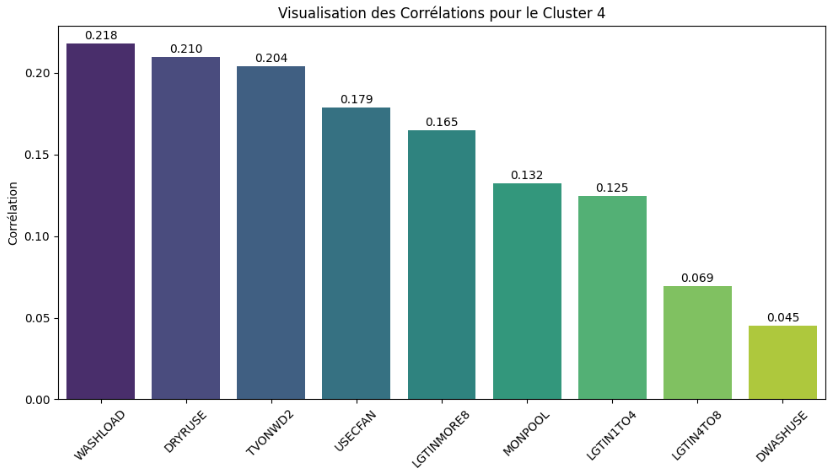 Visualisation des Corrélations pour le Cluster 4
Corrélation
0.20
0.15
0.10
0.05
0.00
0.218
0.210
0.204
0.179
0.165
0.132
0.125
0.069
0.045
WASHLOAD
DRYRUSE
TVONWD2
USECFAN
LGTINMORE8
MONPOOL
LGTIN1TO4
LGTIN4TO8
DWASHUSE